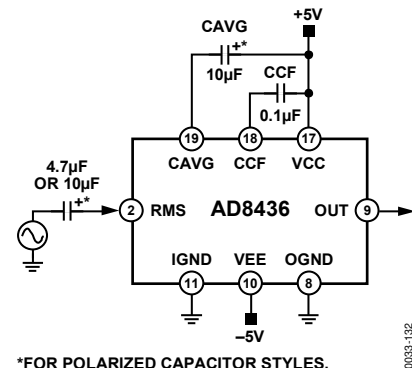 +5V
CAVG
+*
10µF
CCF
0.1µF
19
18
17
CAVG
CCF
VCC
4.7µF
OR 10µF
+*
2
RMS
AD8436
OUT
9
IGND
VEE
OGND
11
10
8
–5V
*FOR POLARIZED CAPACITOR STYLES.
0033-132